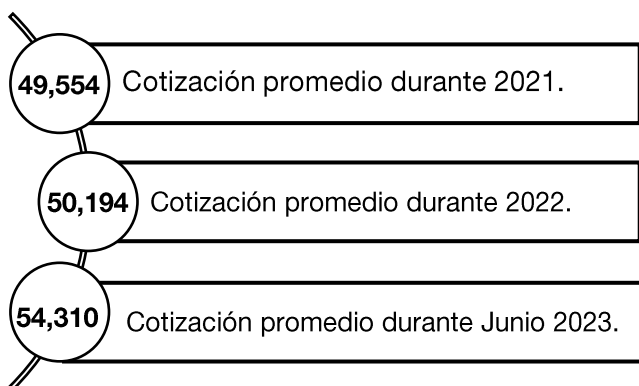 49,554 Cotización promedio durante 2021.
50,194 Cotización promedio durante 2022.
54,310 Cotización promedio durante Junio 2023.